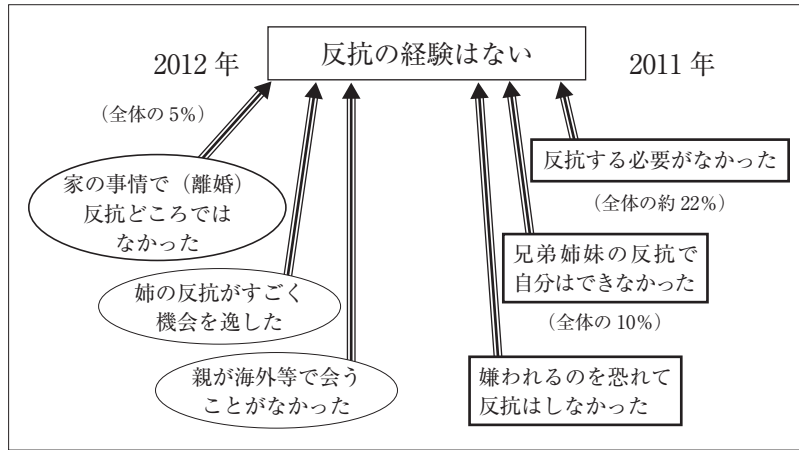 反抗の経験はない
2012 年
2011 年
（全体の 5%）
家の事情で（離婚）
反抗どころでは
なかった
姉の反抗がすごく
機会を逸した
親が海外等で会う
ことがなかった
反抗する必要がなかった
（全体の約 22%）
兄弟姉妹の反抗で
自分はできなかった
（全体の 10%）
嫌われるのを恐れて
反抗はしなかった